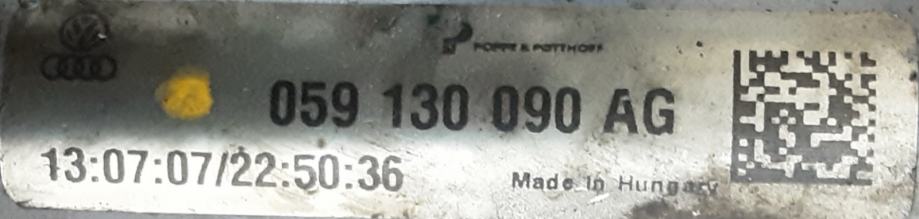 POPPE & POTTHOFF
059 130 090 AG
13:07:07/22:50:36
Made in Hungary